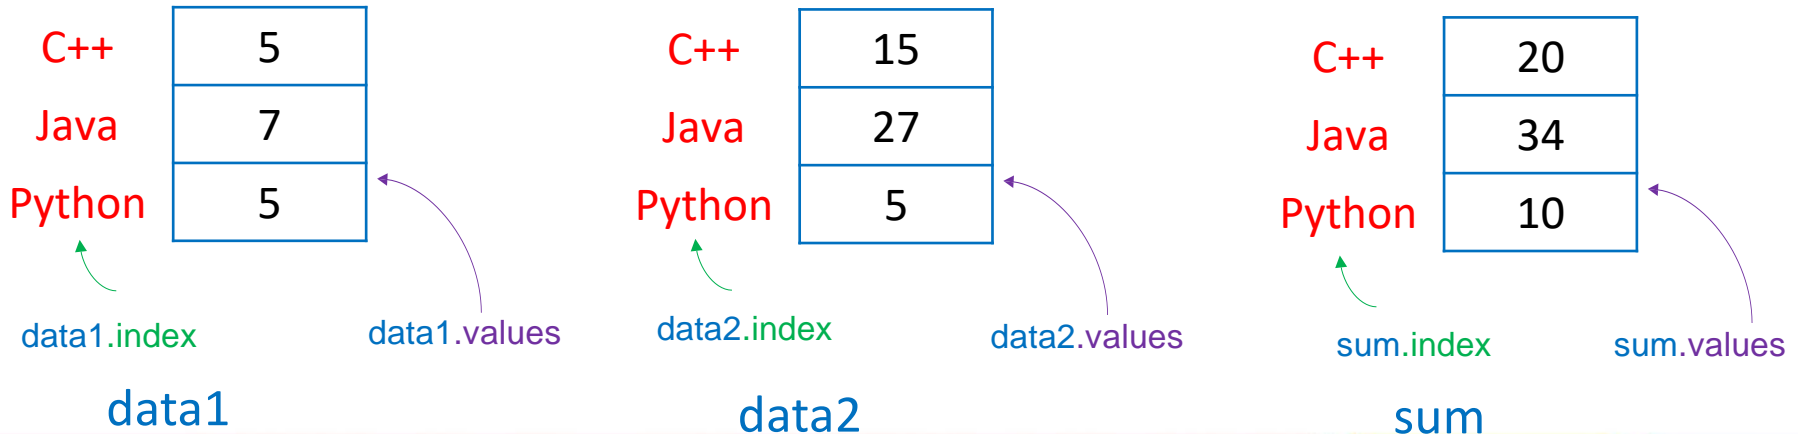 C++ 5
Java 7
Python 5
data1.index data1.values
data1
C++ 15
Java 27
Python 5
data2.index data2.values
data2
C++ 20
Java 34
Python 10
sum.index sum.values
sum